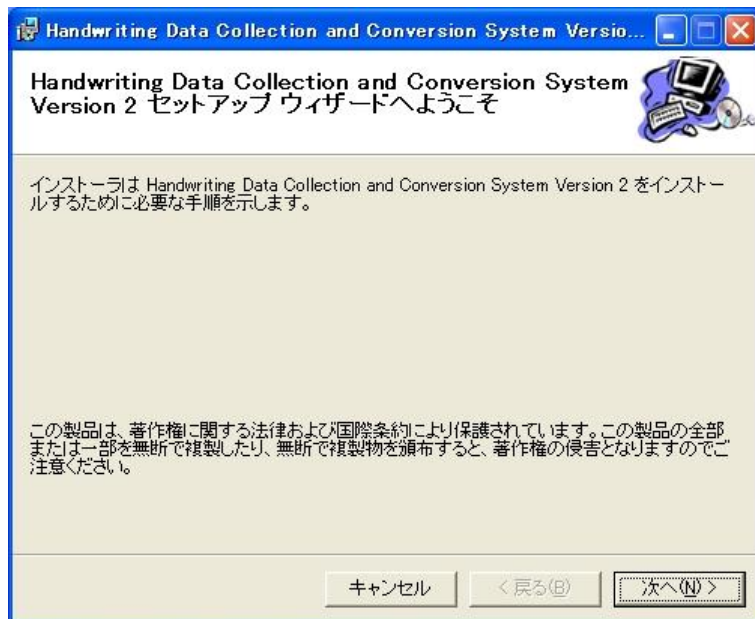 Handwriting Data Collection and Conversion System Versio...
Handwriting Data Collection and Conversion System
Version 2 セットアップ ウィザードへようこそ
インストーラは Handwriting Data Collection and Conversion System Version 2 をインストー
ルするために必要な手順を示します。
この製品は、著作権に関する法律および国際条約により保護されています。この製品の全部
または一部を無断で複製したり、無断で複製物を頒布すると、著作権の侵害となりますのでご
注意ください。
キャンセル
< 戻る(B)
次へ(N) >